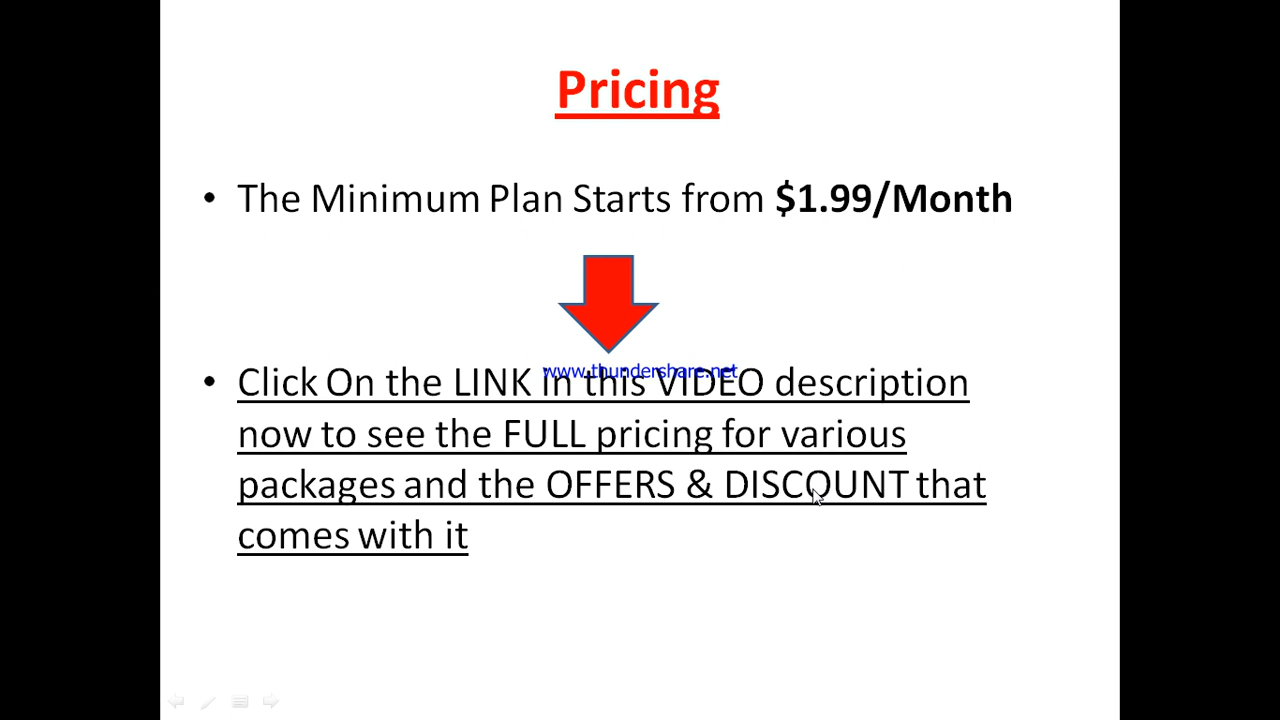 Pricing
• The Minimum Plan Starts from $1.99/Month
www.thundershare.net
• Click On the LINK in this VIDEO description
now to see the FULL pricing for various
packages and the OFFERS & DISCOUNT that
comes with it